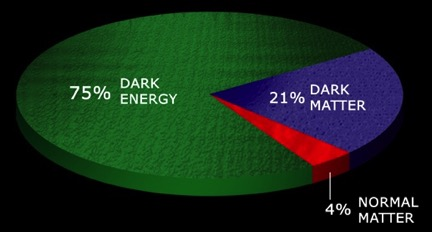 75% DARK
ENERGY
21% DARK
MATTER
4% NORMAL
MATTER